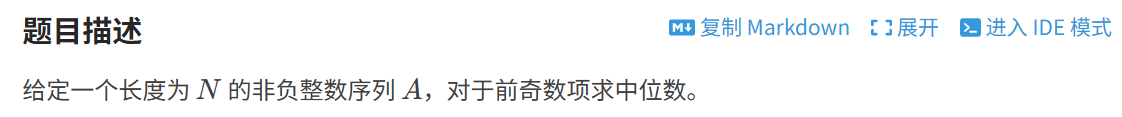 题目描述 复制 Markdown 展开 进入 IDE 模式
给定一个长度为 N 的非负整数序列 A，对于前奇数项求中位数。